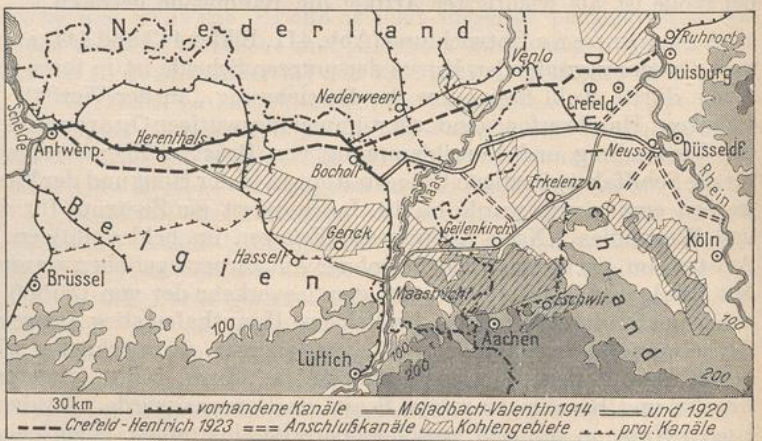 Niederland
Ruhrort
Venlo
Duisburg
Nederweert
Crefeld
Schelde
Antwerp.
Herenthals
Neuss
Düsseldf.
Bocholt
Maas
Rhein
Erkelenz
Deutschland
Belgien
Genck
Geilenkirch.
Köln
Hasselt
Brüssel
Maastricht
Eschwlr
100
100
Aachen
Lüttich
100
200
200
30 km vorhandene Kanäle M.Gladbach-Valentin 1914 und 1920
Crefeld-Hentrich 1923 Anschlußkanäle Kohlengebiete proj. Kanäle